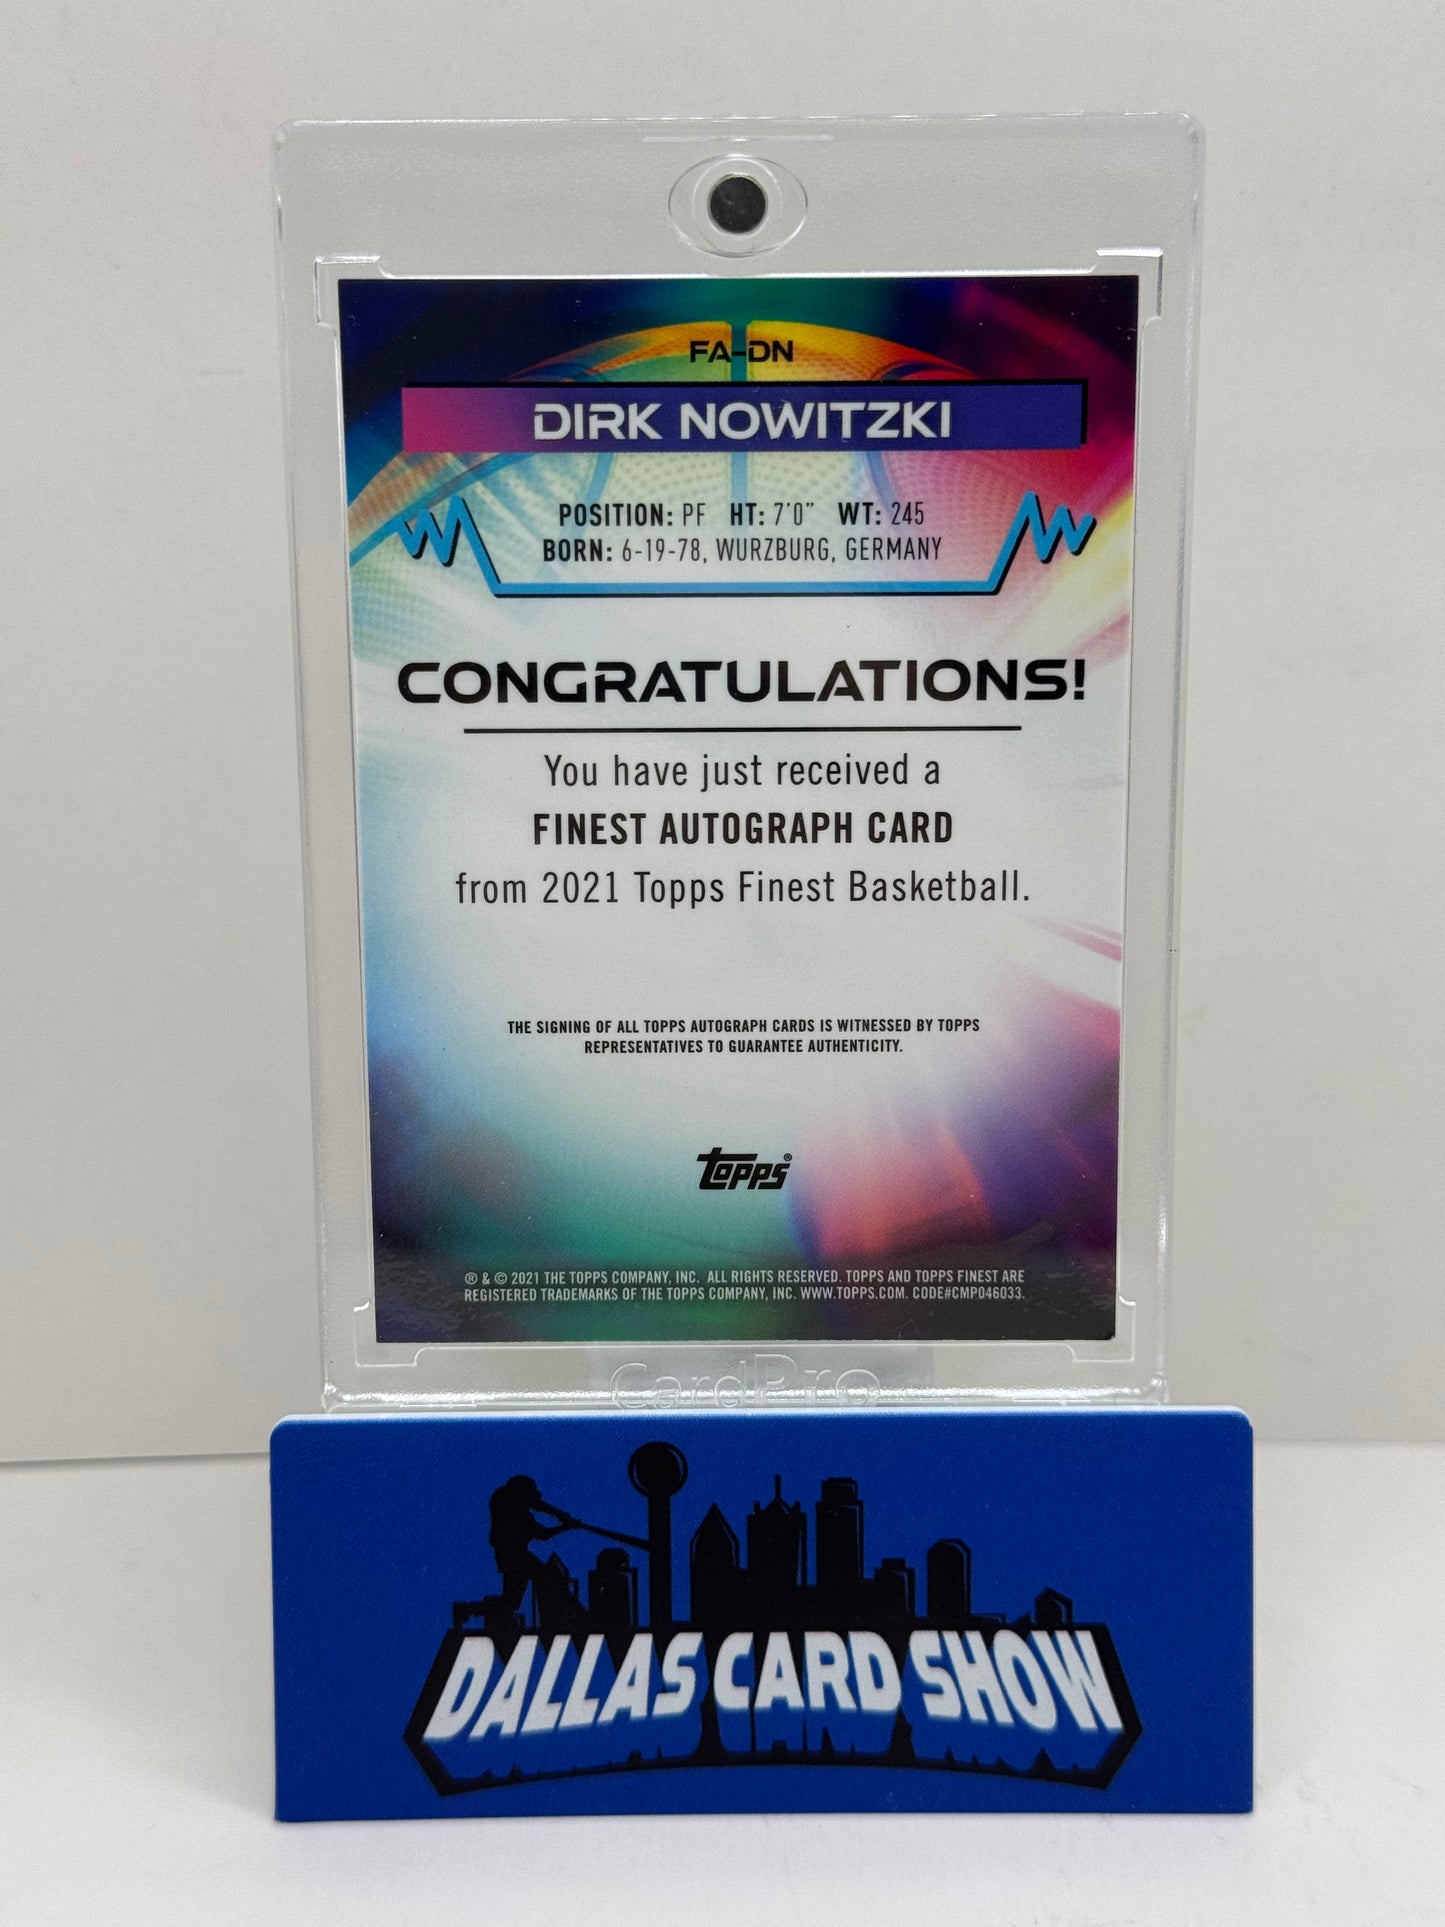 FA-DN
DIRK NOWITZKI
POSITION: PF HT: 7'0" WT: 245
BORN: 6-19-78, WURZBURG, GERMANY
CONGRATULATIONS!
You have just received a
FINEST AUTOGRAPH CARD
from 2021 Topps Finest Basketball.
THE SIGNING OF ALL TOPPS AUTOGRAPH CARDS IS WITNESSED BY TOPPS
REPRESENTATIVES TO GUARANTEE AUTHENTICITY.
Topps®
® & © 2021 THE TOPPS COMPANY, INC. ALL RIGHTS RESERVED. TOPPS AND TOPPS FINEST ARE
REGISTERED TRADEMARKS OF THE TOPPS COMPANY, INC. WWW.TOPPS.COM. CODE#CMP046033.
CardPro
DALLAS CARD SHOW